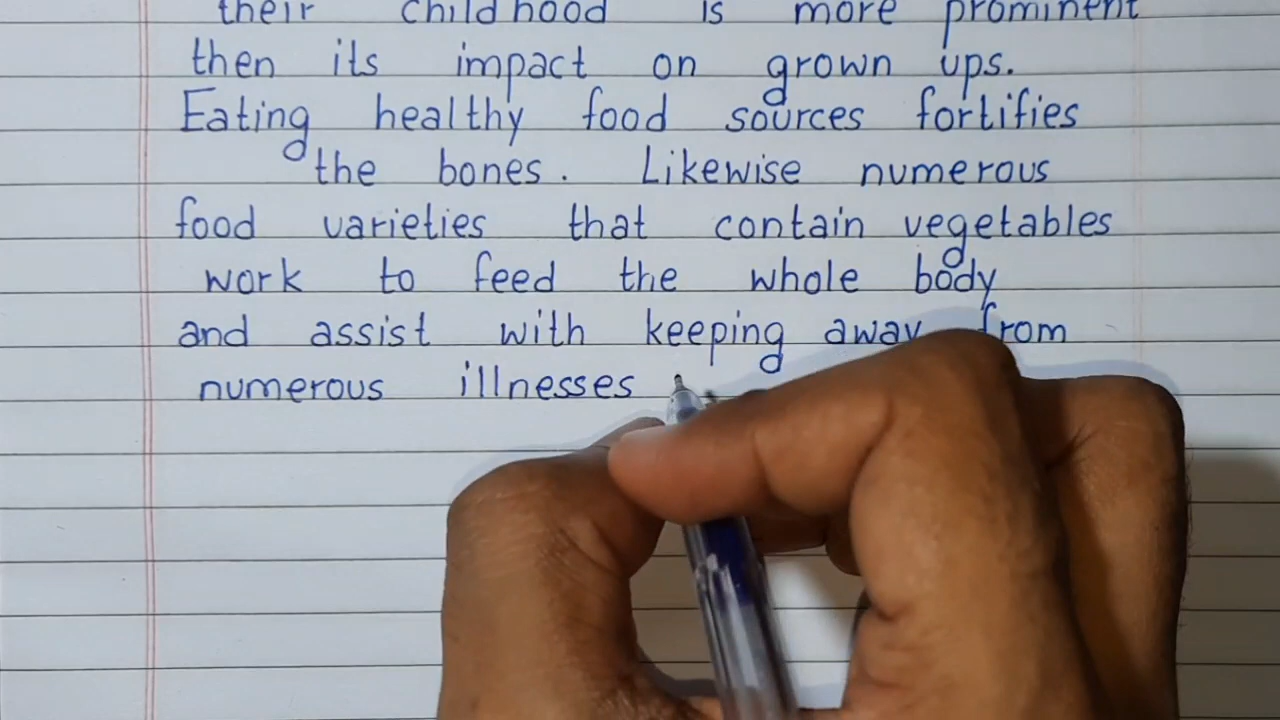 their childhood is more prominent
then its impact on grown ups.
Eating healthy food sources fortifies
the bones. Likewise numerous
food varieties that contain vegetables
work to feed the whole body
and assist with keeping away from
numerous illnesses